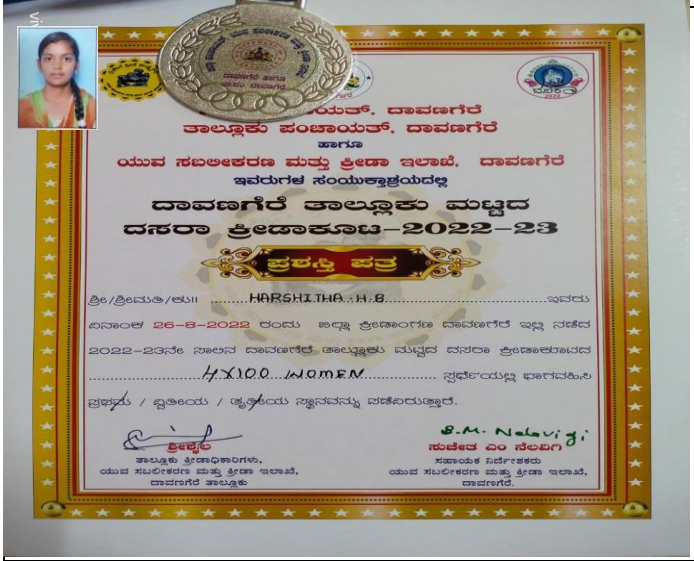 ದಾವಣಗೆರೆ
ತಾಲ್ಲೂಕು ಪಂಚಾಯತ್, ದಾವಣಗೆರೆ
ಹಾಗೂ
ಯುವ ಸಬಲೀಕರಣ ಮತ್ತು ಕ್ರೀಡಾ ಇಲಾಖೆ, ದಾವಣಗೆರೆ
ಇವರುಗಳ ಸಂಯುಕ್ತಾಶ್ರಯದಲ್ಲಿ
ದಾವಣಗೆರೆ ತಾಲ್ಲೂಕು ಮಟ್ಟದ
ದಸರಾ ಕ್ರೀಡಾಕೂಟ-2022-23
ಪ್ರಶಸ್ತಿ ಪತ್ರ
ಶ್ರೀ/ಶ್ರೀಮತಿ/ಕು|| HARSHITHA.H.B ಇವರು
ದಿನಾಂಕ 26-8-2022 ರಂದು ಜಿಲ್ಲಾ ಕ್ರೀಡಾಂಗಣ ದಾವಣಗೆರೆ ಇಲ್ಲಿ ನಡೆದ
2022-23ನೇ ಸಾಲಿನ ದಾವಣಗೆರೆ ತಾಲ್ಲೂಕು ಮಟ್ಟದ ದಸರಾ ಕ್ರೀಡಾಕೂಟದ
4X100 WOMEN ಸ್ಪರ್ಧೆಯಲ್ಲಿ ಭಾಗವಹಿಸಿ
ಪ್ರಥಮ / ದ್ವಿತೀಯ / ತೃತೀಯ ಸ್ಥಾನವನ್ನು ಪಡೆದಿರುತ್ತಾರೆ.
S.M. Nelavigi
ಶ್ರೀಶೈಲ
ಸುಚೇತ ಎಂ ನೆಲವಿಗಿ
ತಾಲ್ಲೂಕು ಕ್ರೀಡಾಧಿಕಾರಿಗಳು,
ಸಹಾಯಕ ನಿರ್ದೇಶಕರು
ಯುವ ಸಬಲೀಕರಣ ಮತ್ತು ಕ್ರೀಡಾ ಇಲಾಖೆ,
ಯುವ ಸಬಲೀಕರಣ ಮತ್ತು ಕ್ರೀಡಾ ಇಲಾಖೆ,
ದಾವಣಗೆರೆ ತಾಲ್ಲೂಕು
ದಾವಣಗೆರೆ.